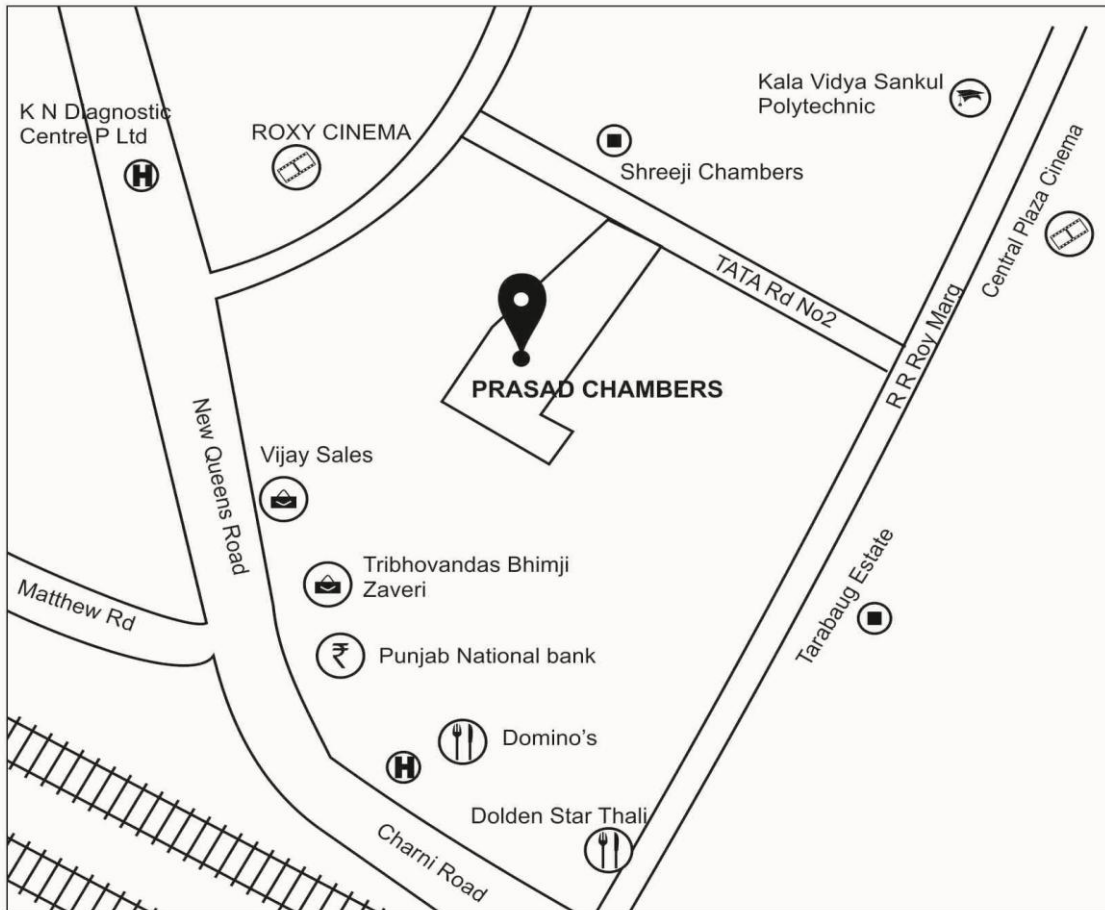 K N Diagnostic
Centre P Ltd
H
ROXY CINEMA
Kala Vidya Sankul
Polytechnic
Shreeji Chambers
Central Plaza Cinema
TATA Rd No2
R R Roy Marg
PRASAD CHAMBERS
New Queens Road
Vijay Sales
Tribhovandas Bhimji
Zaveri
Matthew Rd
₹
Punjab National bank
Tarabaug Estate
Domino's
H
Dolden Star Thali
Charni Road